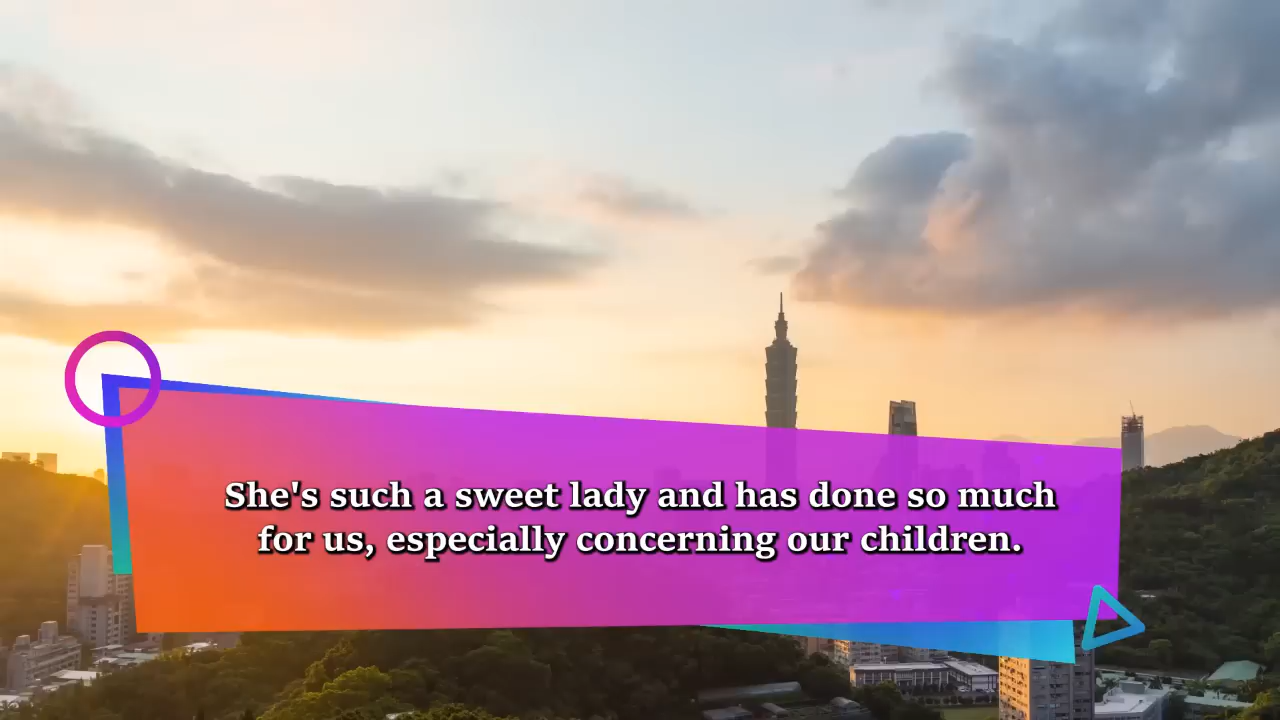 She's such a sweet lady and has done so much
for us, especially concerning our children.